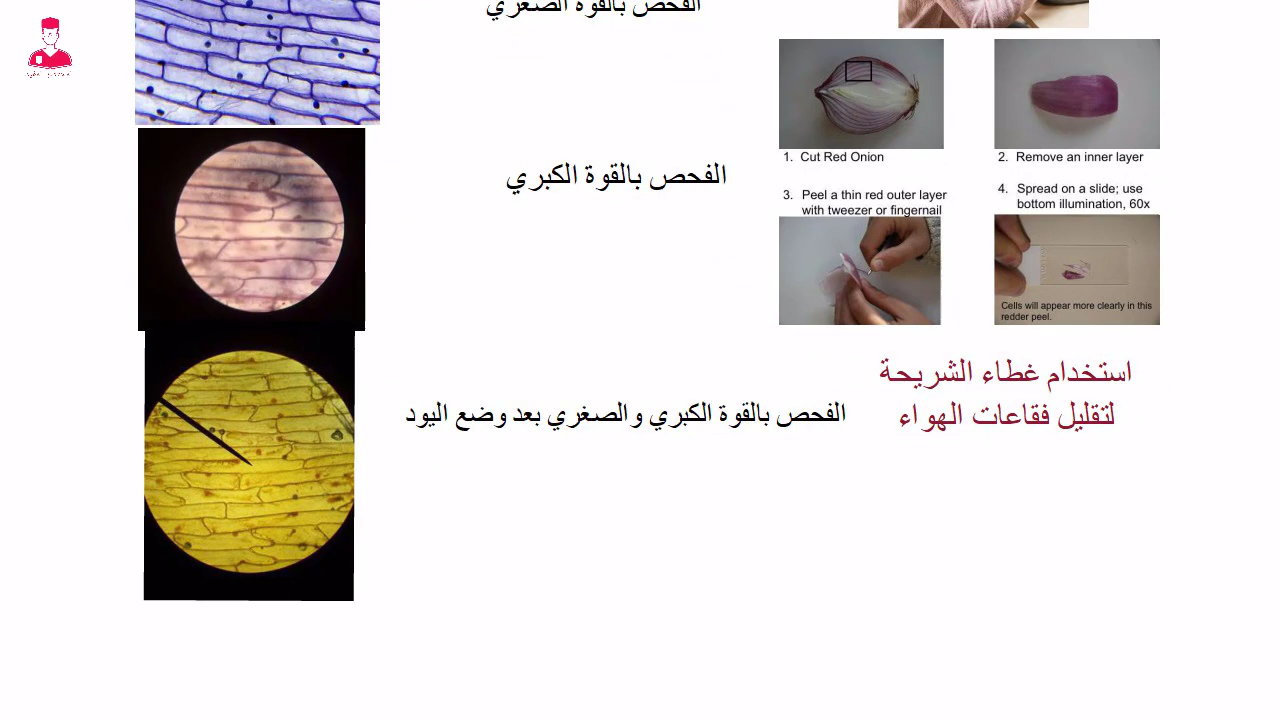 الفحص بالقوة الصغري
1. Cut Red Onion
2. Remove an inner layer
الفحص بالقوة الكبري
3. Peel a thin red outer layer
with tweezer or fingernail
4. Spread on a slide; use
bottom illumination, 60x
Cells will appear more clearly in this
redder peel.
استخدام غطاء الشريحة
لتقليل فقاعات الهواء
الفحص بالقوة الكبري والصغري بعد وضع اليود